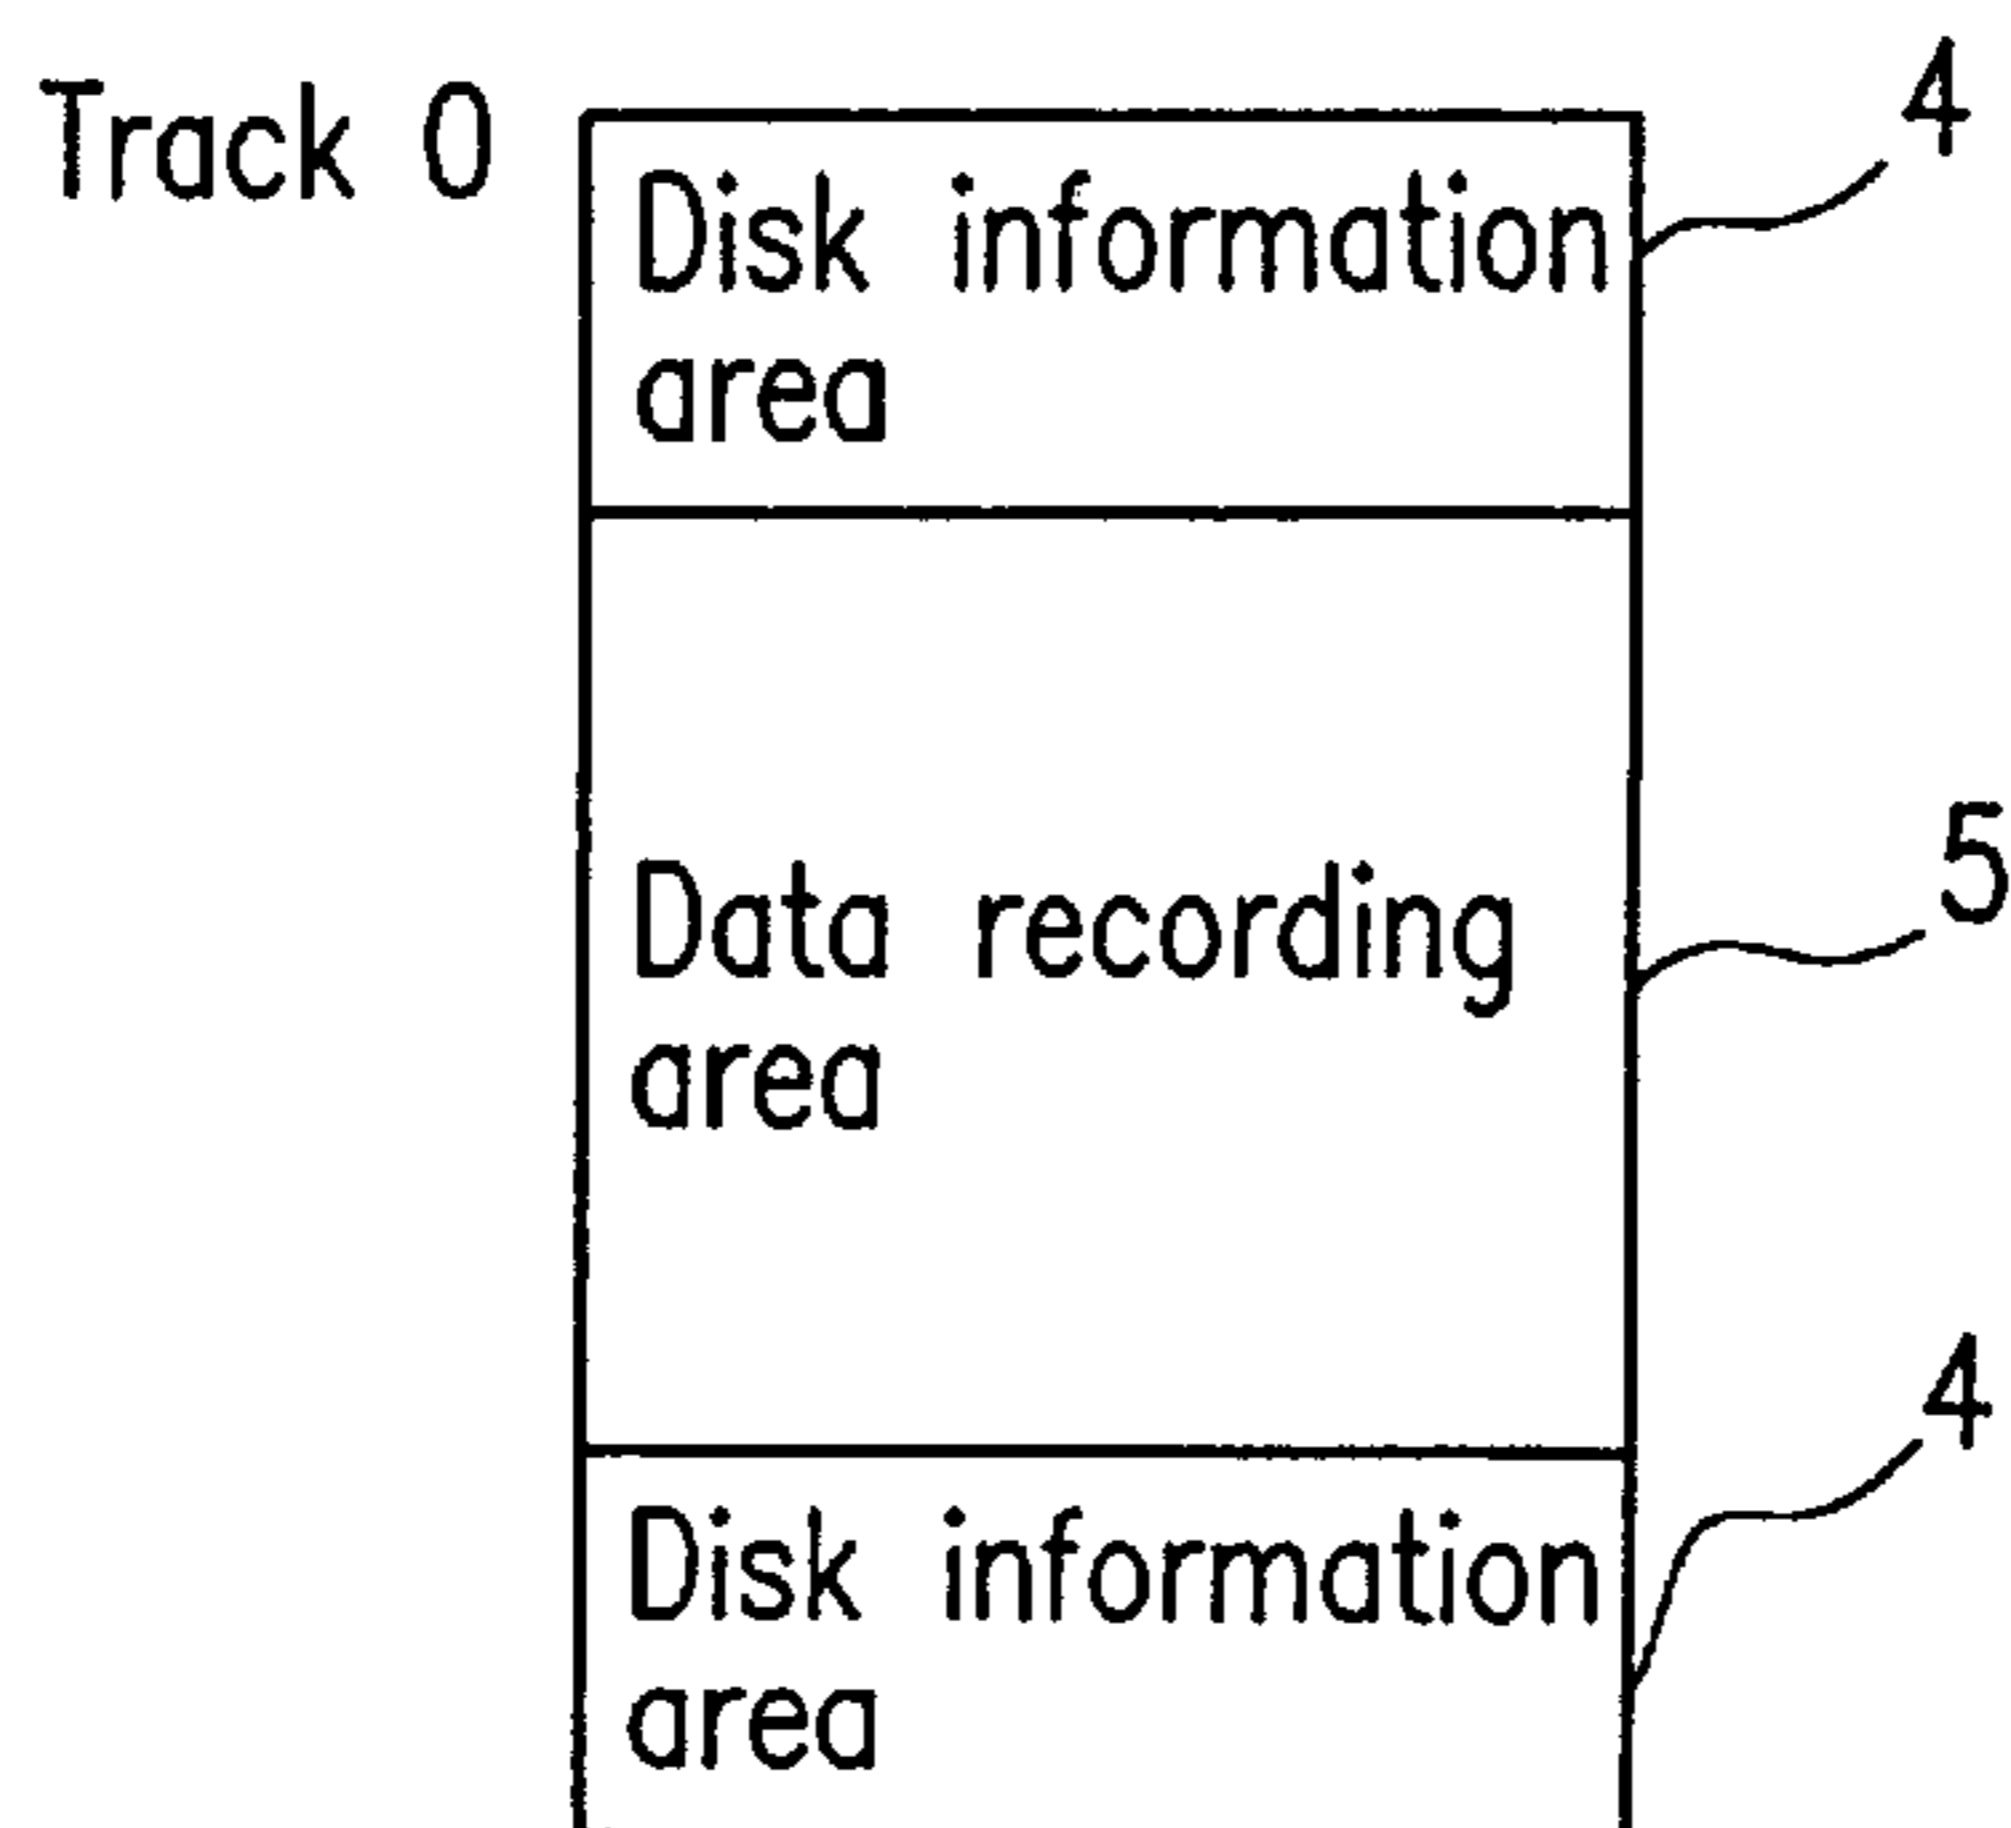 Track 0
4
Disk information
area
5
Data recording
area
4
Disk information
area